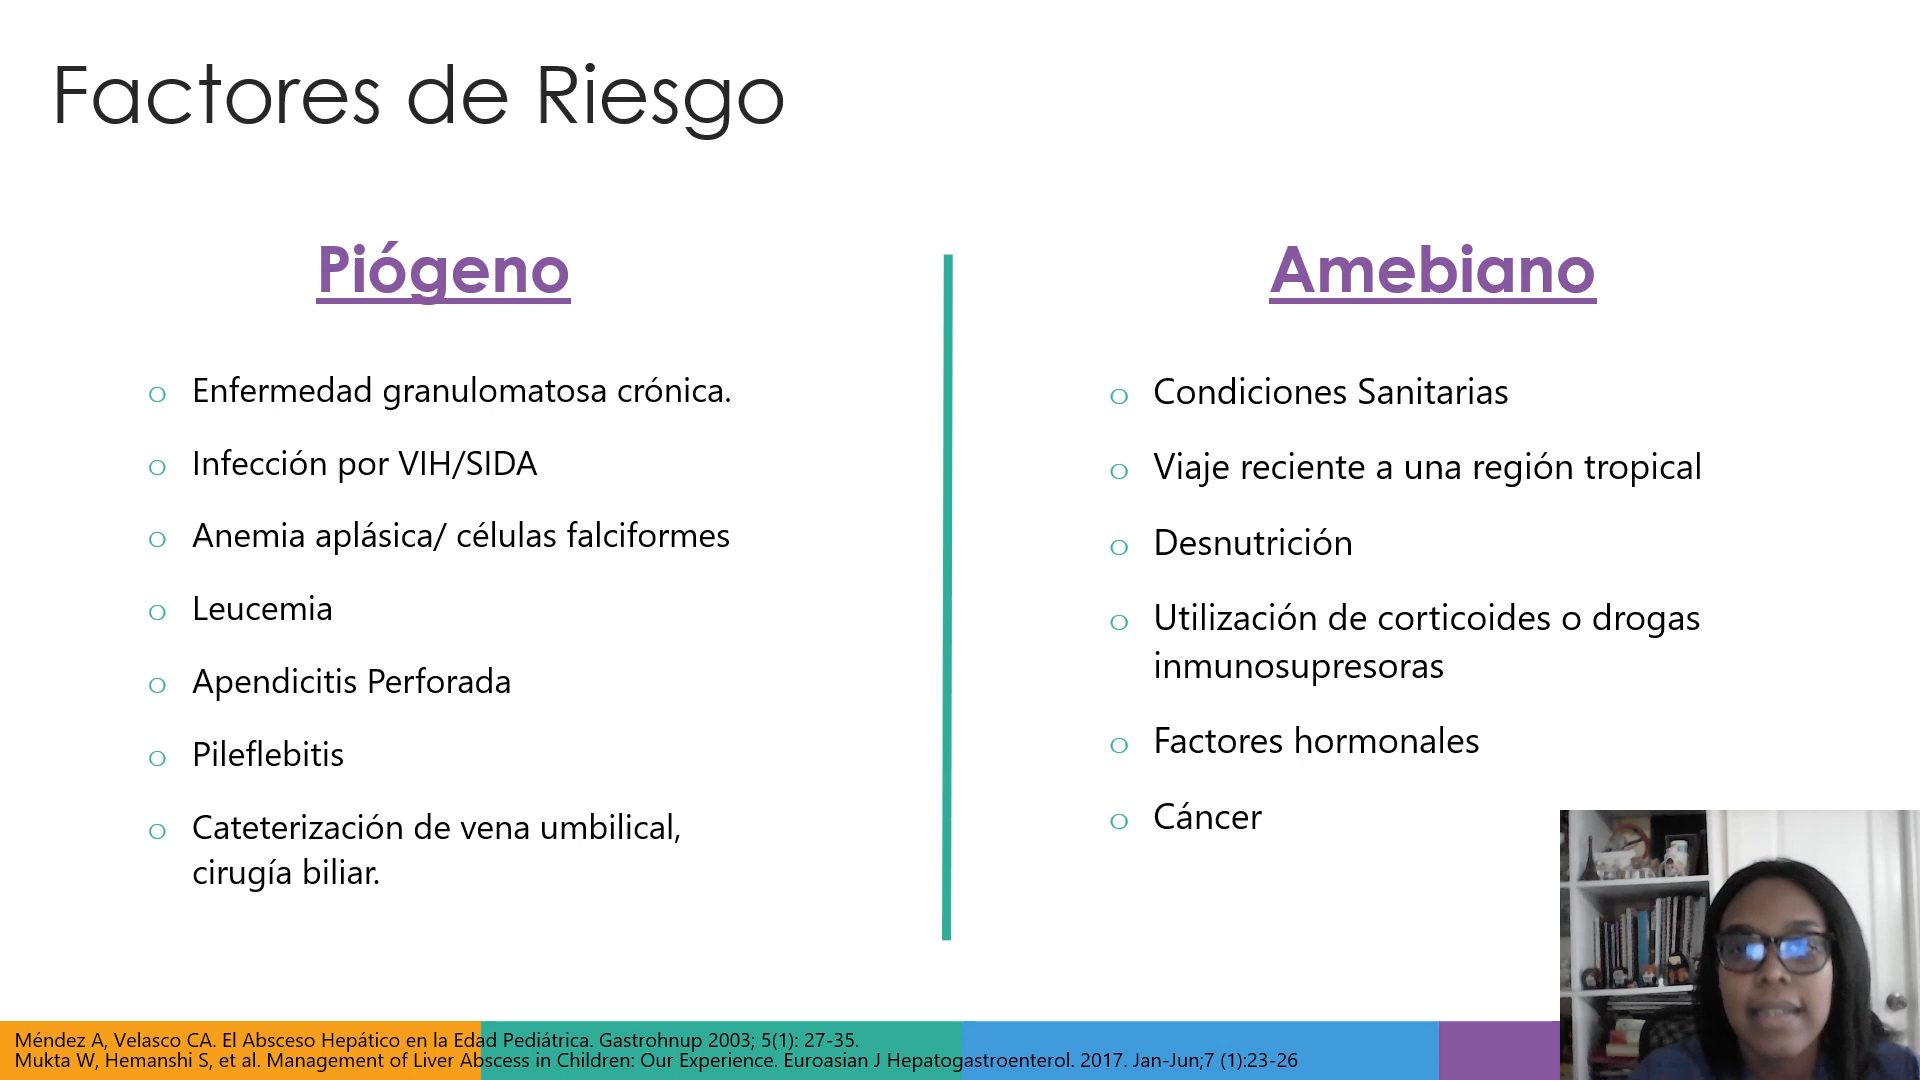 Factores de Riesgo
Piógeno
Enfermedad granulomatosa crónica.
Infección por VIH/SIDA
Anemia aplásica/ células falciformes
Leucemia
Apendicitis Perforada
Pileflebitis
Cateterización de vena umbilical,
cirugía biliar.
Amebiano
Condiciones Sanitarias
Viaje reciente a una región tropical
Desnutrición
Utilización de corticoides o drogas
inmunosupresoras
Factores hormonales
Cáncer
Méndez A, Velasco CA. El Absceso Hepático en la Edad Pediátrica. Gastrohnup 2003; 5(1): 27-35.
Mukta W, Hemanshi S, et al. Management of Liver Abscess in Children: Our Experience. Euroasian J Hepatogastroenterol. 2017. Jan-Jun;7 (1):23-26